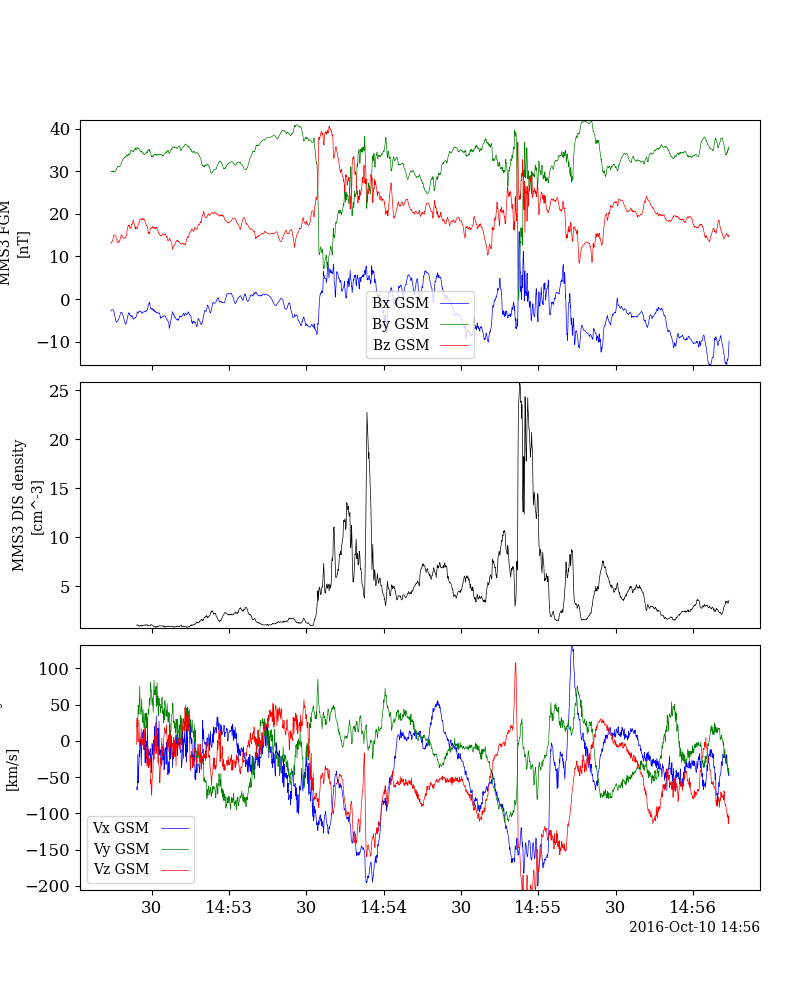 40
30
20
10
0
−10
MMS3 FGM
[nT]
Bx GSM
By GSM
Bz GSM
25
20
15
10
5
MMS3 DIS density
[cm^-3]
100
50
0
−50
−100
−150
−200
[km/s]
Vx GSM
Vy GSM
Vz GSM
30 14:53 30 14:54 30 14:55 30 14:56
2016-Oct-10 14:56